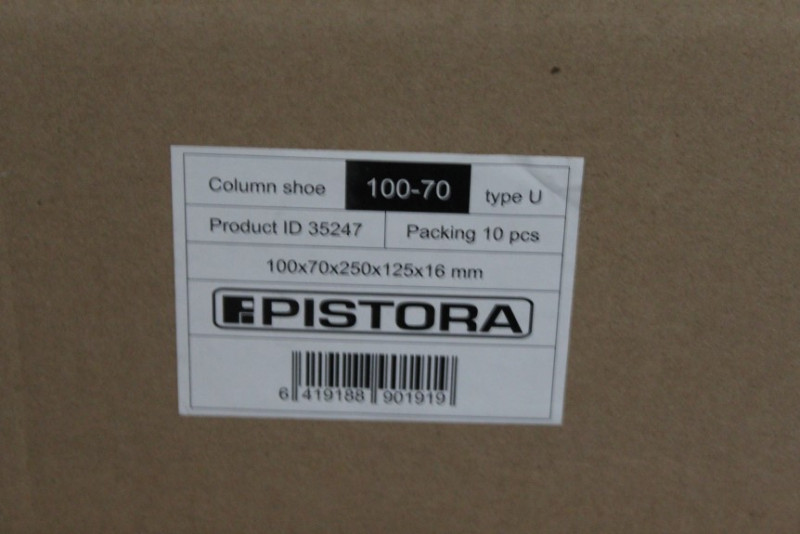 Column shoe 100-70 type U
Product ID 35247 Packing 10 pcs
100x70x250x125x16 mm
PISTORA
6 419188 901919